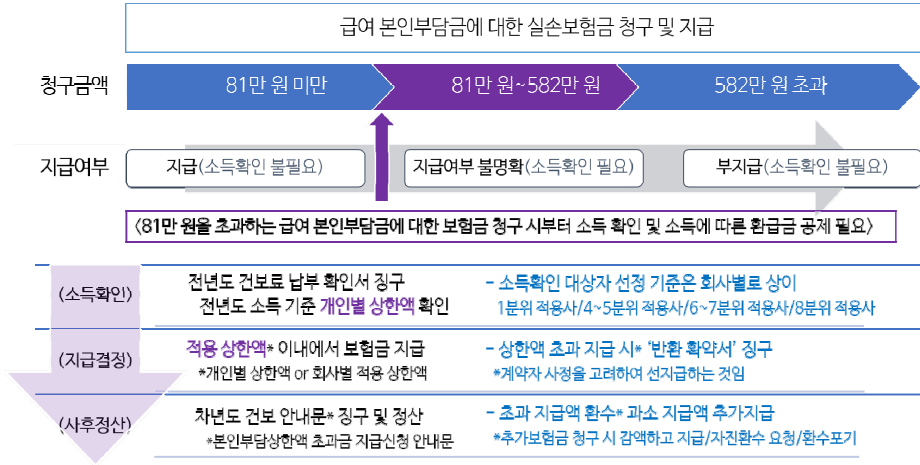 급여 본인부담금에 대한 실손보험금 청구 및 지급
청구금액
81만 원 미만
81만 원~582만 원
582만 원 초과
지급여부
지급(소득확인 불필요)
지급여부 불명확(소득확인 필요)
부지급(소득확인 불필요)
<81만 원을 초과하는 급여 본인부담금에 대한 보험금 청구 시부터 소득 확인 및 소득에 따른 환급금 공제 필요>
(소득확인)
전년도 건보료 납부 확인서 징구
전년도 소득 기준 개인별 상한액 확인
- 소득확인 대상자 선정 기준은 회사별로 상이
1분위 적용사/4~5분위 적용사/6~7분위 적용사/8분위 적용사
(지급결정)
적용 상한액* 이내에서 보험금 지급
*개인별 상한액 or 회사별 적용 상한액
- 상한액 초과 지급 시* ‘반환 확약서’ 징구
*계약자 사정을 고려하여 선지급하는 것임
(사후정산)
차년도 건보 안내문* 징구 및 정산
*본인부담상한액 초과금 지급신청 안내문
- 초과 지급액 환수* 과소 지급액 추가지급
*추가보험금 청구 시 감액하고 지급/자진환수 요청/환수포기